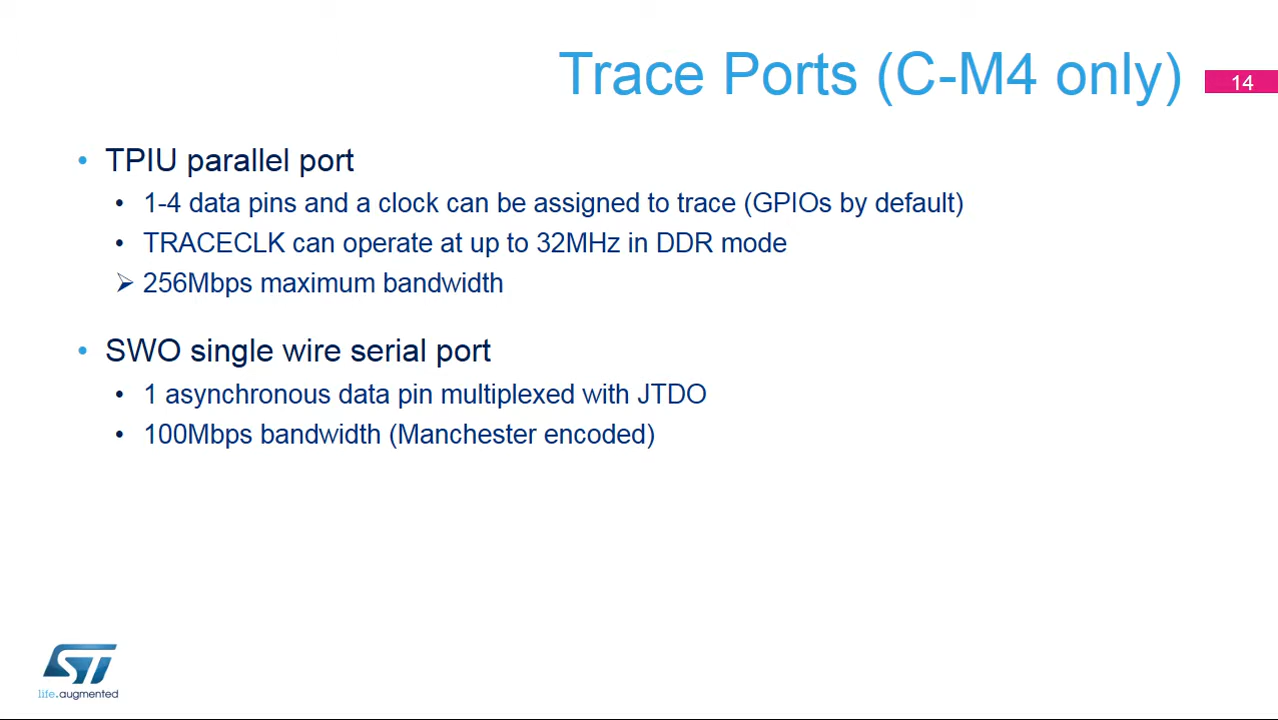 Trace Ports (C-M4 only)
14
• TPIU parallel port
• 1-4 data pins and a clock can be assigned to trace (GPIOs by default)
• TRACECLK can operate at up to 32MHz in DDR mode
➢ 256Mbps maximum bandwidth
• SWO single wire serial port
• 1 asynchronous data pin multiplexed with JTDO
• 100Mbps bandwidth (Manchester encoded)
ST
life.augmented